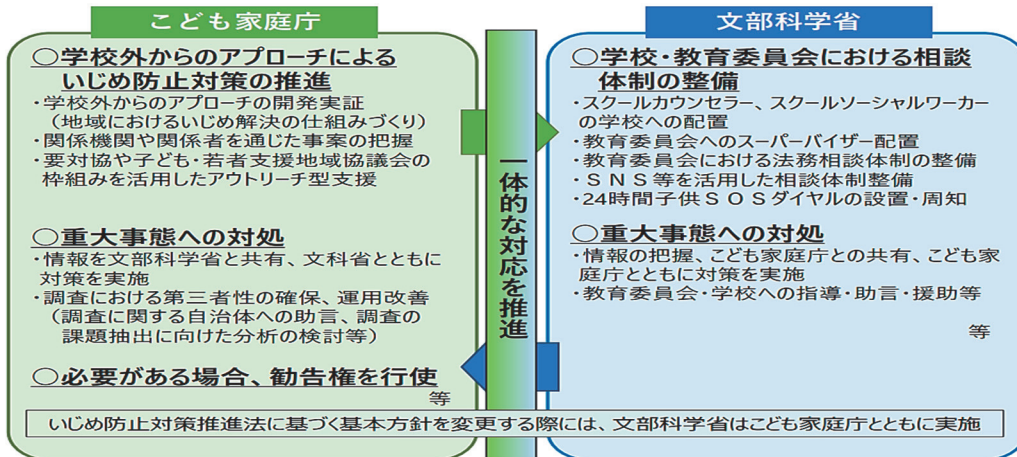 こども家庭庁
○学校外からのアプローチによる
いじめ防止対策の推進
・学校外からのアプローチの開発実証
（地域におけるいじめ解決の仕組みづくり）
・関係機関や関係者を通じた事案の把握
・要対協や子ども・若者支援地域協議会の
枠組みを活用したアウトリーチ型支援
○重大事態への対処
・情報を文部科学省と共有、文科省とともに
対策を実施
・調査における第三者性の確保、運用改善
（調査に関する自治体への助言、調査の
課題抽出に向けた分析の検討等）
○必要がある場合、勧告権を行使
等
一体的な対応を推進
文部科学省
○学校・教育委員会における相談
体制の整備
・スクールカウンセラー、スクールソーシャルワーカー
の学校への配置
・教育委員会へのスーパーバイザー配置
・教育委員会における法務相談体制の整備
・ＳＮＳ等を活用した相談体制整備
・24時間子供ＳＯＳダイヤルの設置・周知
○重大事態への対処
・情報の把握、こども家庭庁との共有、こども家
庭庁とともに対策を実施
・教育委員会・学校への指導・助言・援助等
等
いじめ防止対策推進法に基づく基本方針を変更する際には、文部科学省はこども家庭庁とともに実施